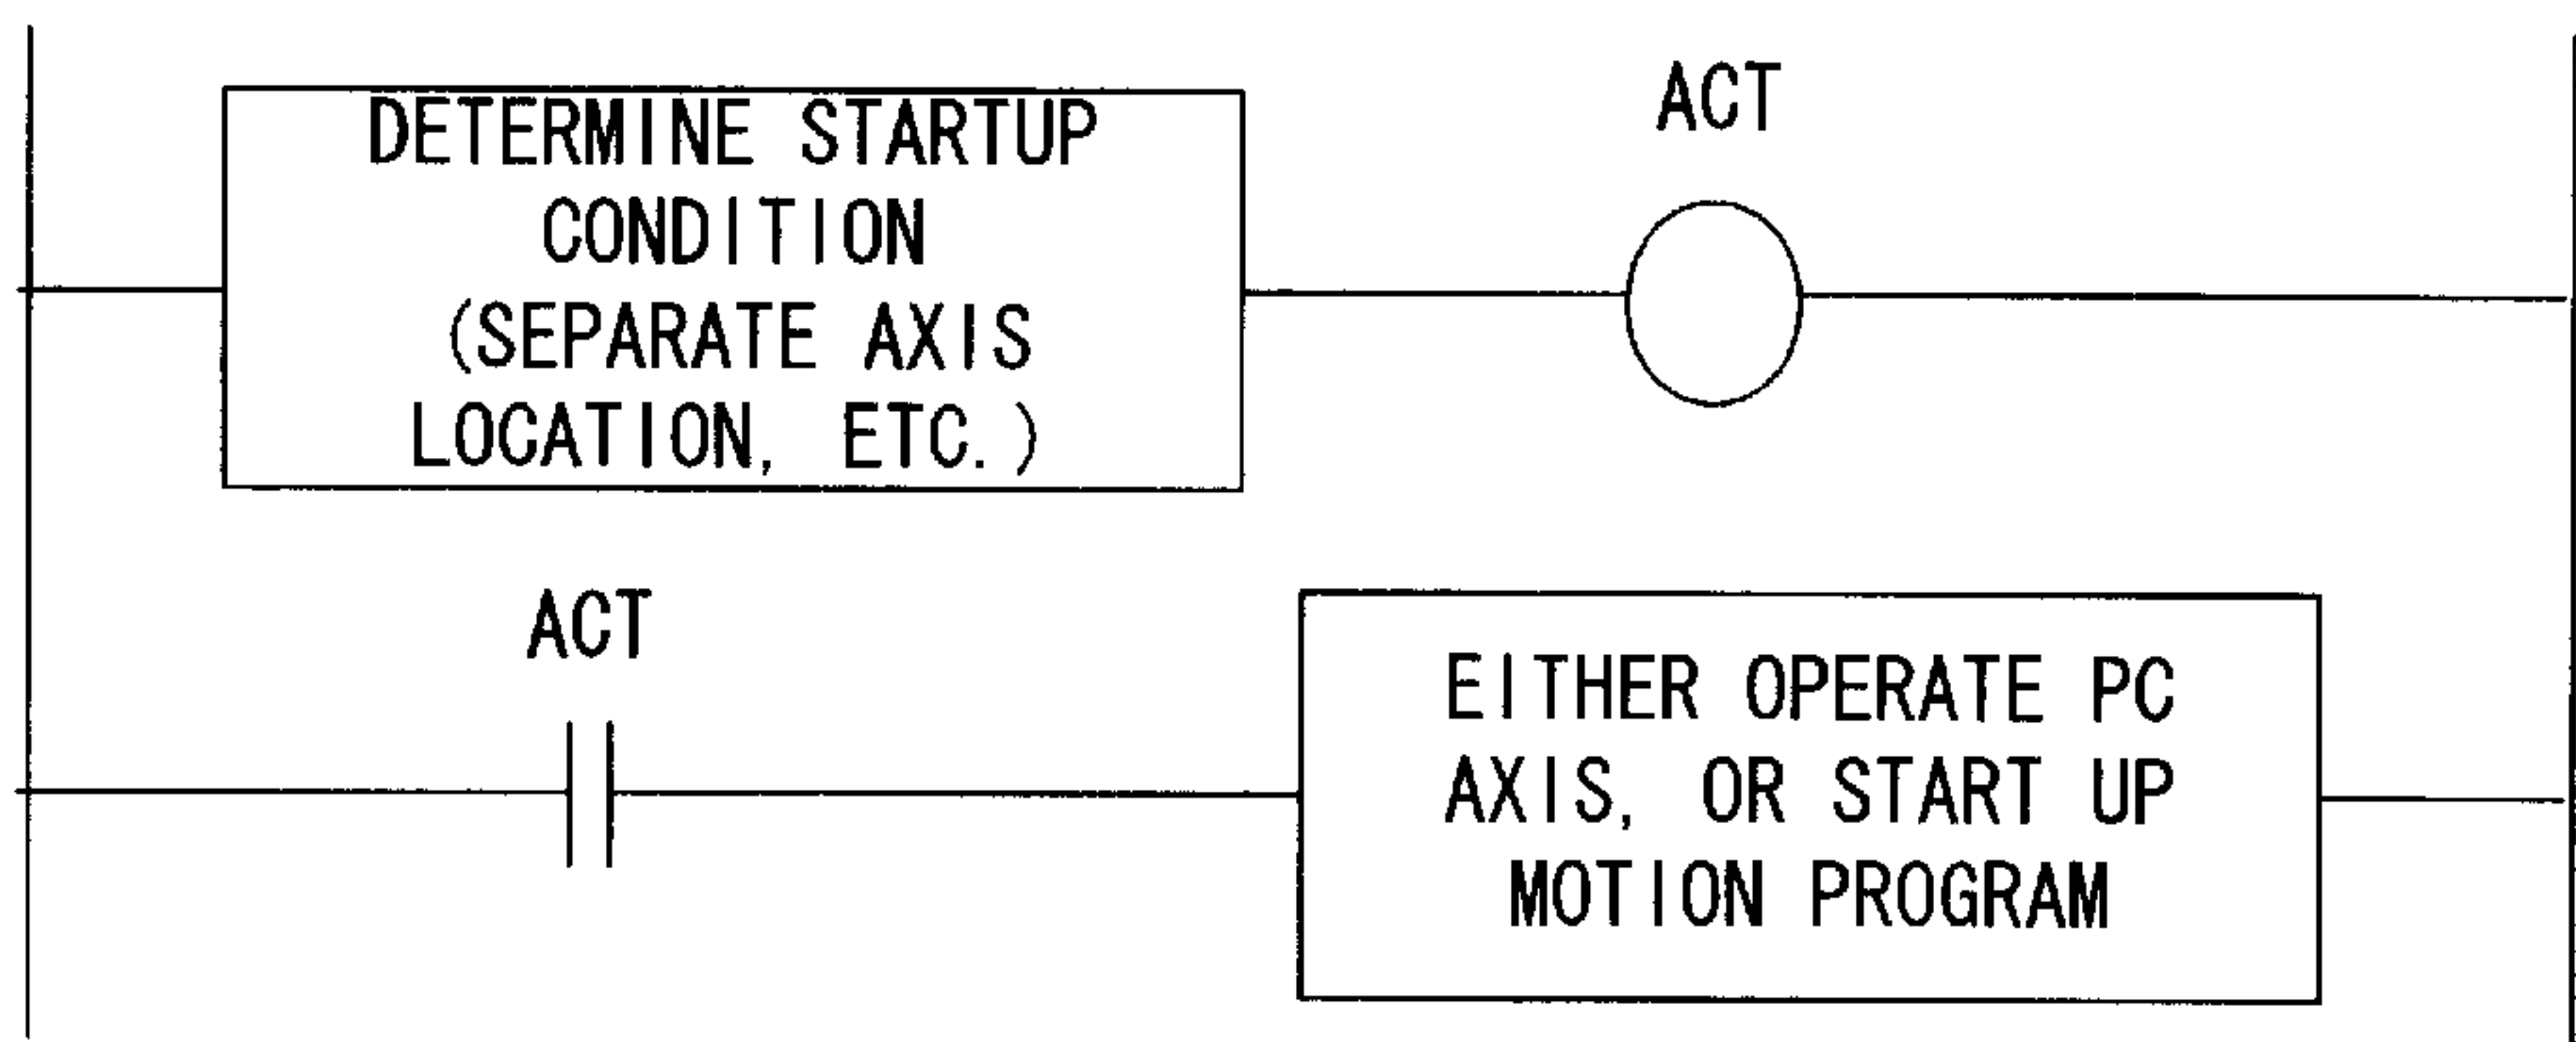 DETERMINE STARTUP
CONDITION
(SEPARATE AXIS
LOCATION, ETC.)
ACT
ACT
EITHER OPERATE PC
AXIS, OR START UP
MOTION PROGRAM